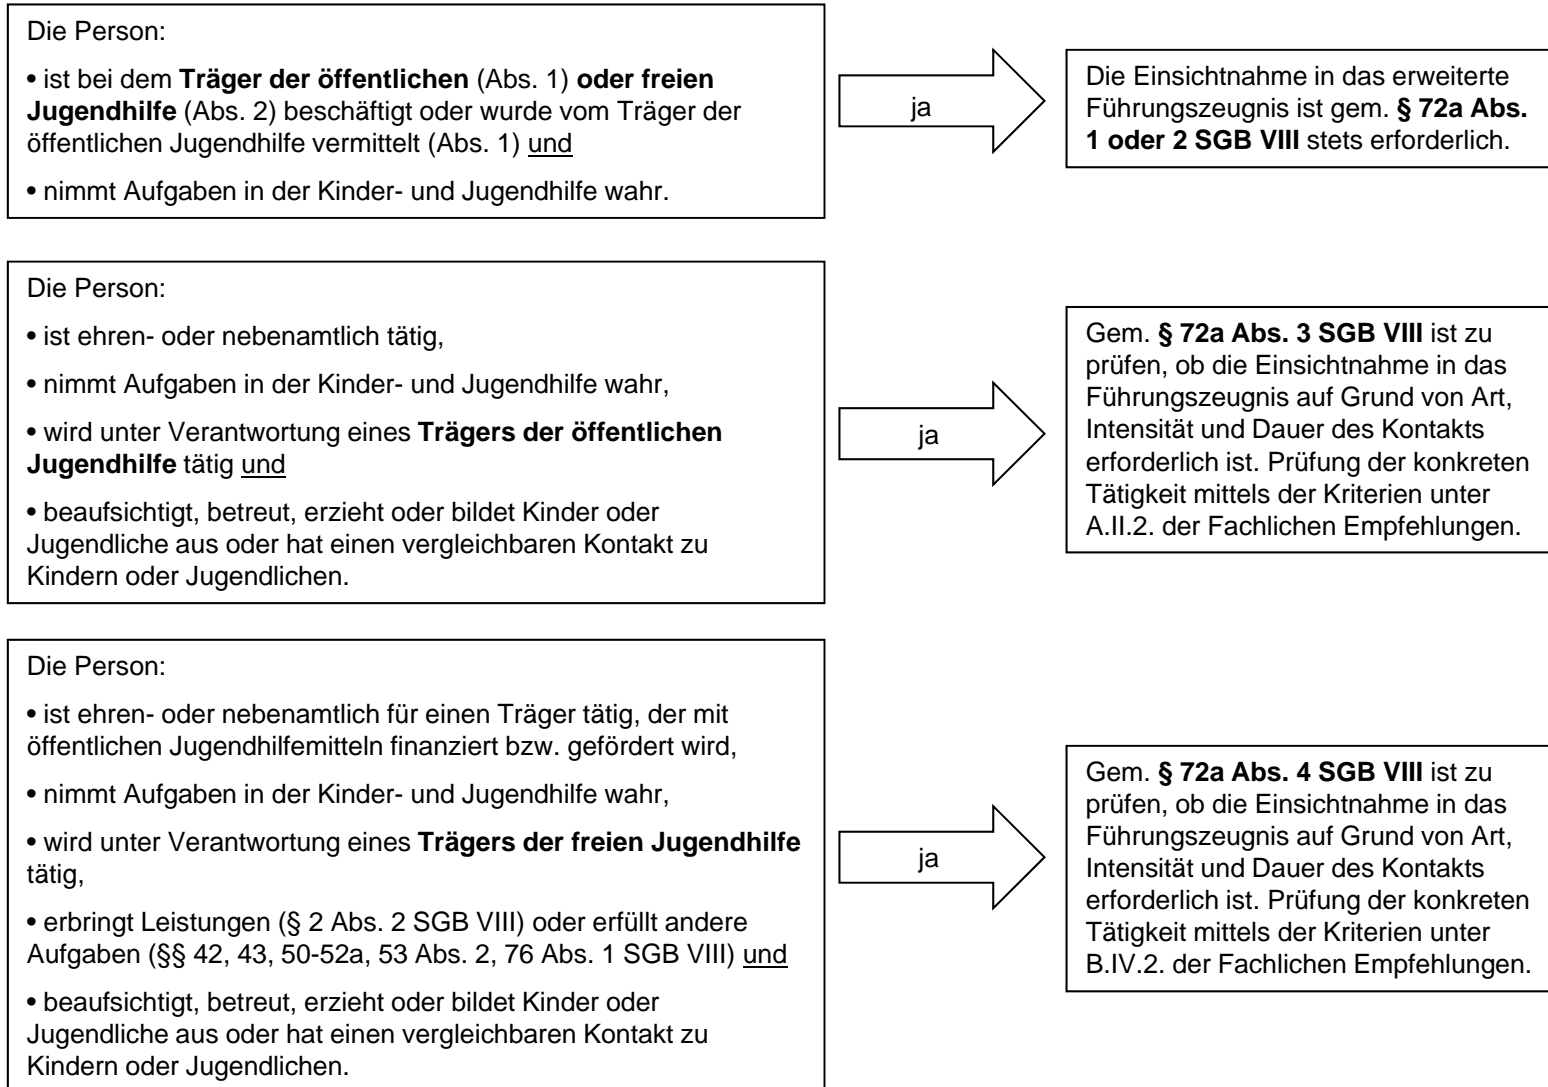 Die Person:
• ist bei dem Träger der öffentlichen (Abs. 1) oder freien
Jugendhilfe (Abs. 2) beschäftigt oder wurde vom Träger der
öffentlichen Jugendhilfe vermittelt (Abs. 1) und
• nimmt Aufgaben in der Kinder- und Jugendhilfe wahr.
ja
Die Einsichtnahme in das erweiterte
Führungszeugnis ist gem. § 72a Abs.
1 oder 2 SGB VIII stets erforderlich.
Die Person:
• ist ehren- oder nebenamtlich tätig,
• nimmt Aufgaben in der Kinder- und Jugendhilfe wahr,
• wird unter Verantwortung eines Trägers der öffentlichen
Jugendhilfe tätig und
• beaufsichtigt, betreut, erzieht oder bildet Kinder oder
Jugendliche aus oder hat einen vergleichbaren Kontakt zu
Kindern oder Jugendlichen.
ja
Gem. § 72a Abs. 3 SGB VIII ist zu
prüfen, ob die Einsichtnahme in das
Führungszeugnis auf Grund von Art,
Intensität und Dauer des Kontakts
erforderlich ist. Prüfung der konkreten
Tätigkeit mittels der Kriterien unter
A.II.2. der Fachlichen Empfehlungen.
Die Person:
• ist ehren- oder nebenamtlich für einen Träger tätig, der mit
öffentlichen Jugendhilfemitteln finanziert bzw. gefördert wird,
• nimmt Aufgaben in der Kinder- und Jugendhilfe wahr,
• wird unter Verantwortung eines Trägers der freien Jugendhilfe
tätig,
• erbringt Leistungen (§ 2 Abs. 2 SGB VIII) oder erfüllt andere
Aufgaben (§§ 42, 43, 50-52a, 53 Abs. 2, 76 Abs. 1 SGB VIII) und
• beaufsichtigt, betreut, erzieht oder bildet Kinder oder
Jugendliche aus oder hat einen vergleichbaren Kontakt zu
Kindern oder Jugendlichen.
ja
Gem. § 72a Abs. 4 SGB VIII ist zu
prüfen, ob die Einsichtnahme in das
Führungszeugnis auf Grund von Art,
Intensität und Dauer des Kontakts
erforderlich ist. Prüfung der konkreten
Tätigkeit mittels der Kriterien unter
B.IV.2. der Fachlichen Empfehlungen.